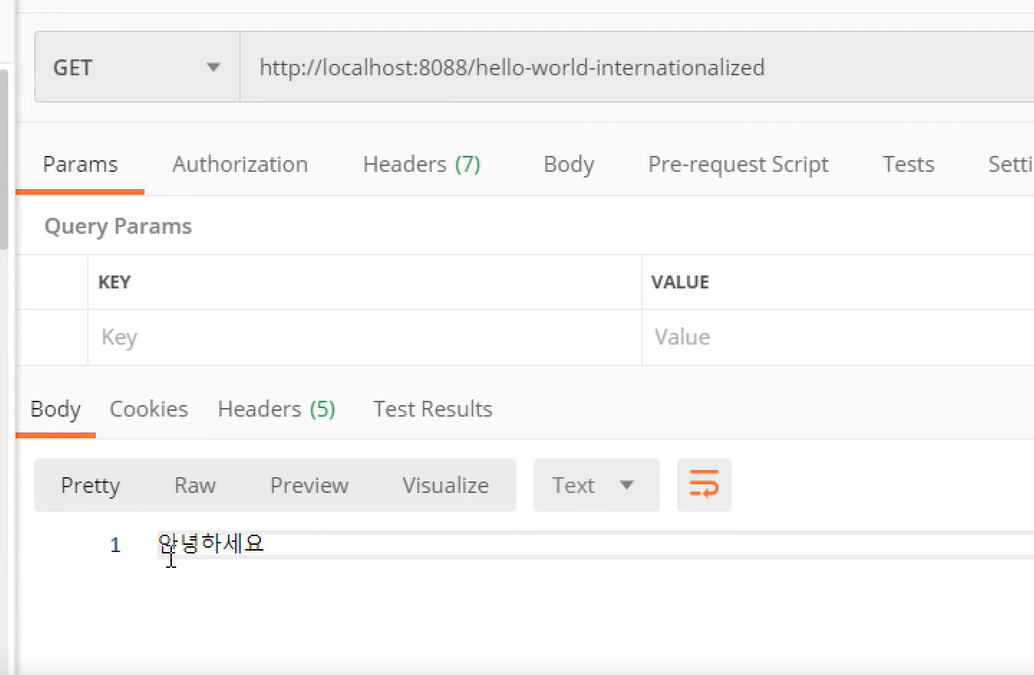 GET http://localhost:8088/hello-world-internationalized
Params Authorization Headers (7) Body Pre-request Script Tests Setti
Query Params
KEY VALUE
Key Value
Body Cookies Headers (5) Test Results
Pretty Raw Preview Visualize Text
1 안녕하세요